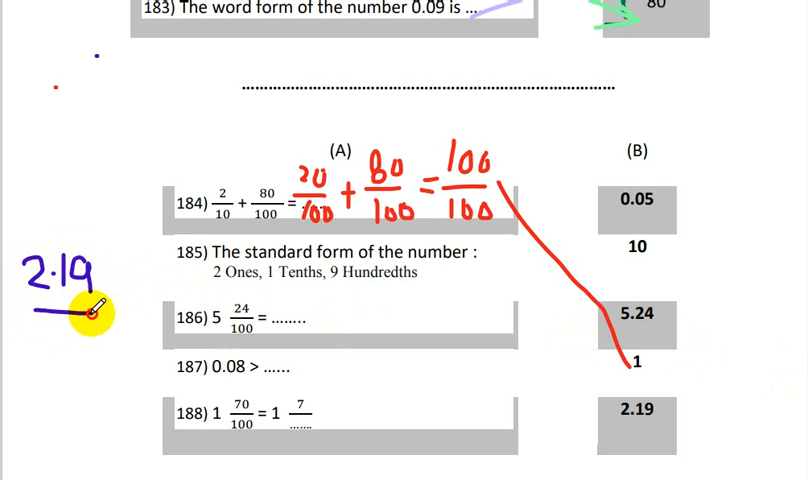 183) The word form of the number 0.09 is ...
80
(A) (B)
184) 2/10 + 80/100 = 20/100 + 80/100 = 100/100
0.05
185) The standard form of the number :
2 Ones, 1 Tenths, 9 Hundredths
10
2.19
186) 5 24/100 = ........
5.24
187) 0.08 > ......
1
188) 1 70/100 = 1 7/.......
2.19